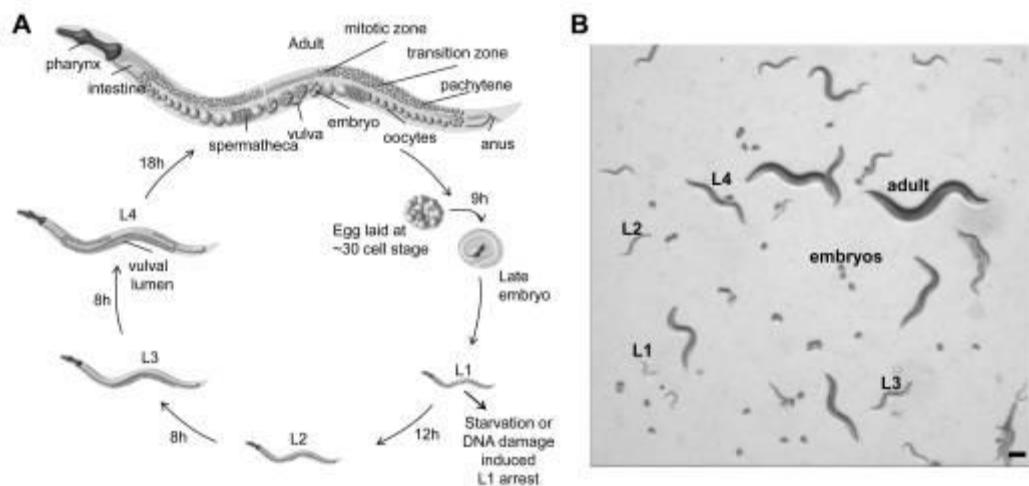 A
Adult
mitotic zone
transition zone
pachytene
pharynx
intestine
spermatheca
vulva
embryo
oocytes
anus
18h
9h
Egg laid at
~30 cell stage
Late
embryo
L4
vulval
lumen
8h
L3
L1
8h
L2
12h
Starvation or
DNA damage
induced
L1 arrest
B
L4
adult
L2
embryos
L1
L3